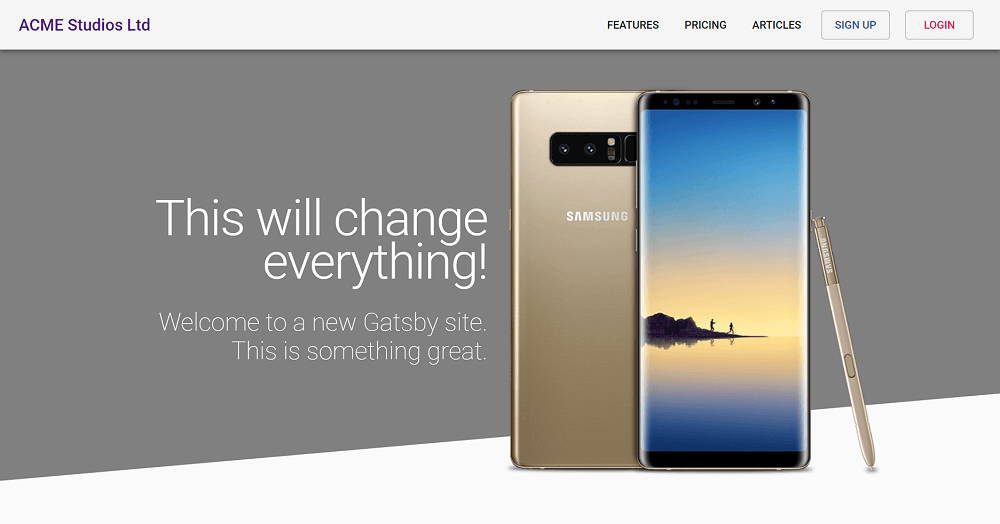 ACME Studios Ltd
FEATURES
PRICING
ARTICLES
SIGN UP
LOGIN
This will change
everything!
Welcome to a new Gatsby site.
This is something great.
SAMSUNG
SAMSUNG